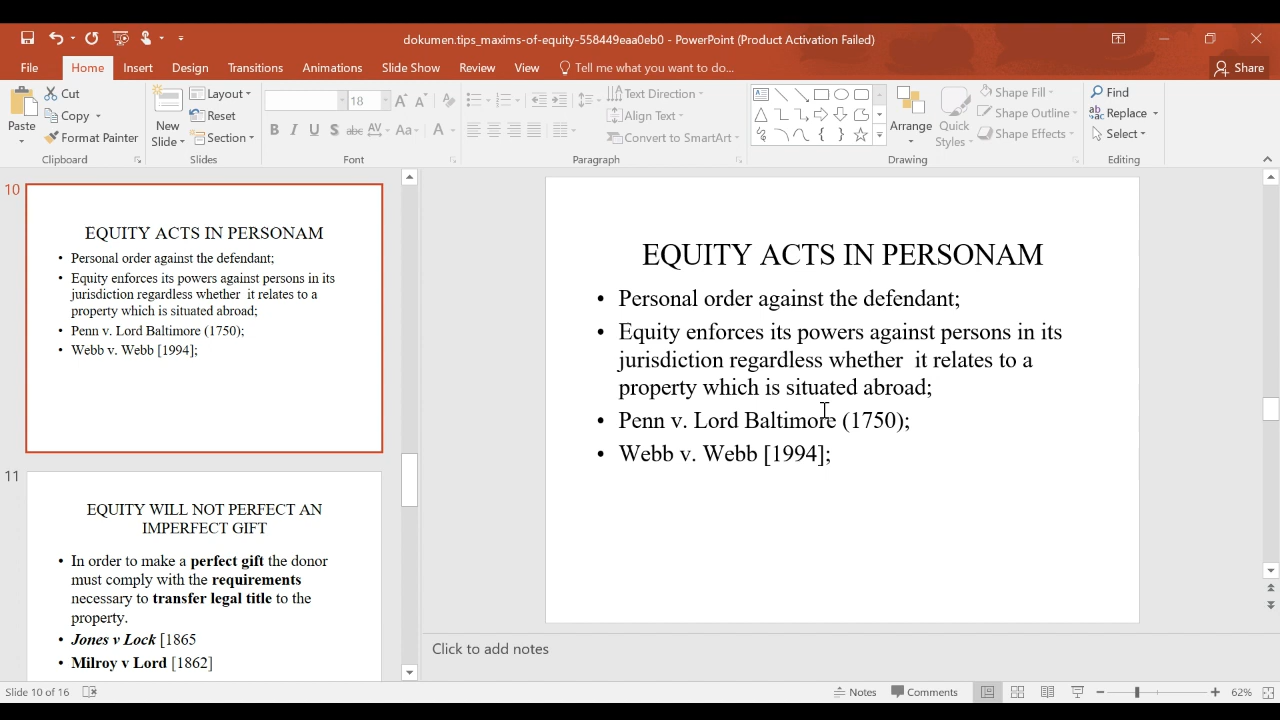 dokumen.tips_maxims-of-equity-558449eaa0eb0 - PowerPoint (Product Activation Failed)
File Home Insert Design Transitions Animations Slide Show Review View Tell me what you want to do... Share
Paste
Cut
Copy
Format Painter
Clipboard
New
Slide
Layout
Reset
Section
Slides
18
B I U S abc AV Aa A
Font
Text Direction
Align Text
Convert to SmartArt
Paragraph
Arrange
Quick
Styles
Shape Fill
Shape Outline
Shape Effects
Drawing
Find
Replace
Select
Editing
10
EQUITY ACTS IN PERSONAM
• Personal order against the defendant;
• Equity enforces its powers against persons in its
jurisdiction regardless whether it relates to a
property which is situated abroad;
• Penn v. Lord Baltimore (1750);
• Webb v. Webb [1994];
11
EQUITY WILL NOT PERFECT AN
IMPERFECT GIFT
• In order to make a perfect gift the donor
must comply with the requirements
necessary to transfer legal title to the
property.
• Jones v Lock [1865
• Milroy v Lord [1862]
EQUITY ACTS IN PERSONAM
• Personal order against the defendant;
• Equity enforces its powers against persons in its
jurisdiction regardless whether it relates to a
property which is situated abroad;
• Penn v. Lord Baltimore (1750);
• Webb v. Webb [1994];
Click to add notes
Slide 10 of 16 Notes Comments 62%